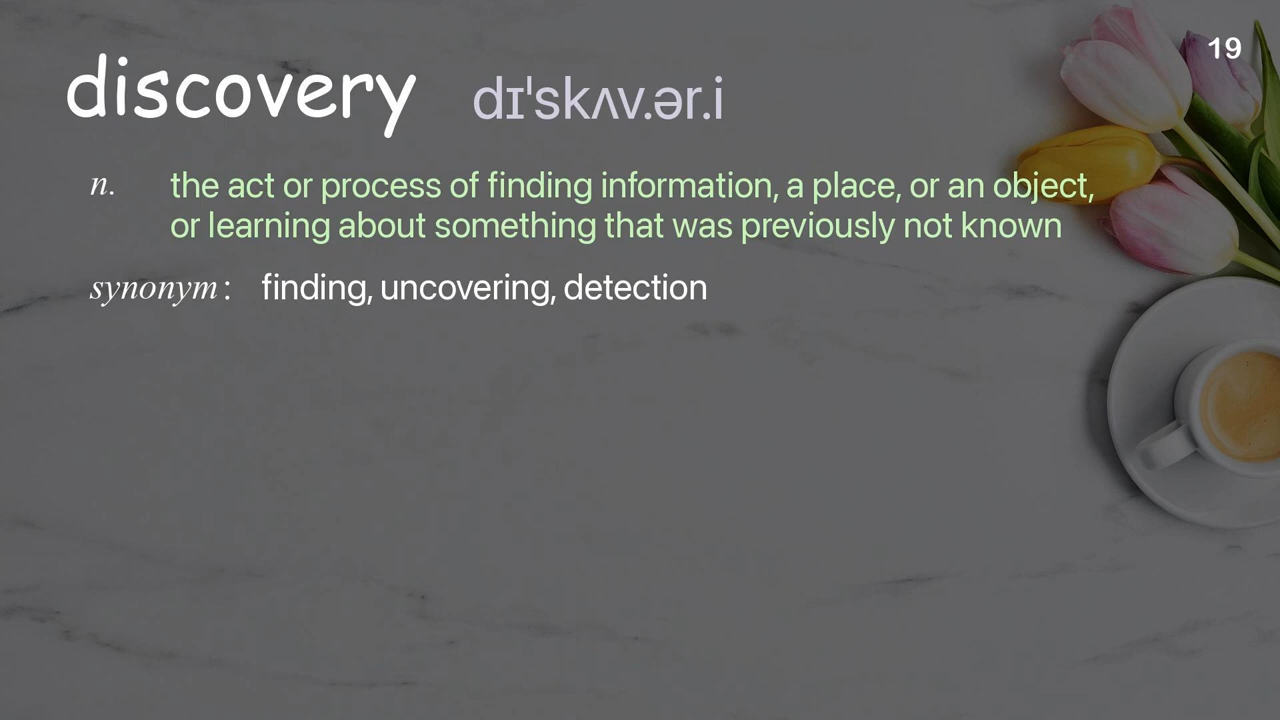 19
discovery dɪˈskʌv.ər.i
n. the act or process of finding information, a place, or an object,
or learning about something that was previously not known
synonym: finding, uncovering, detection